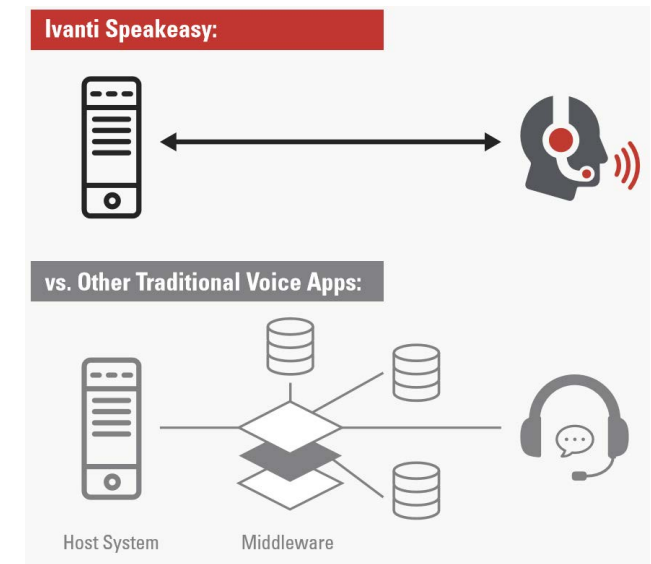 Ivanti Speakeasy:
vs. Other Traditional Voice Apps:
Host System
Middleware